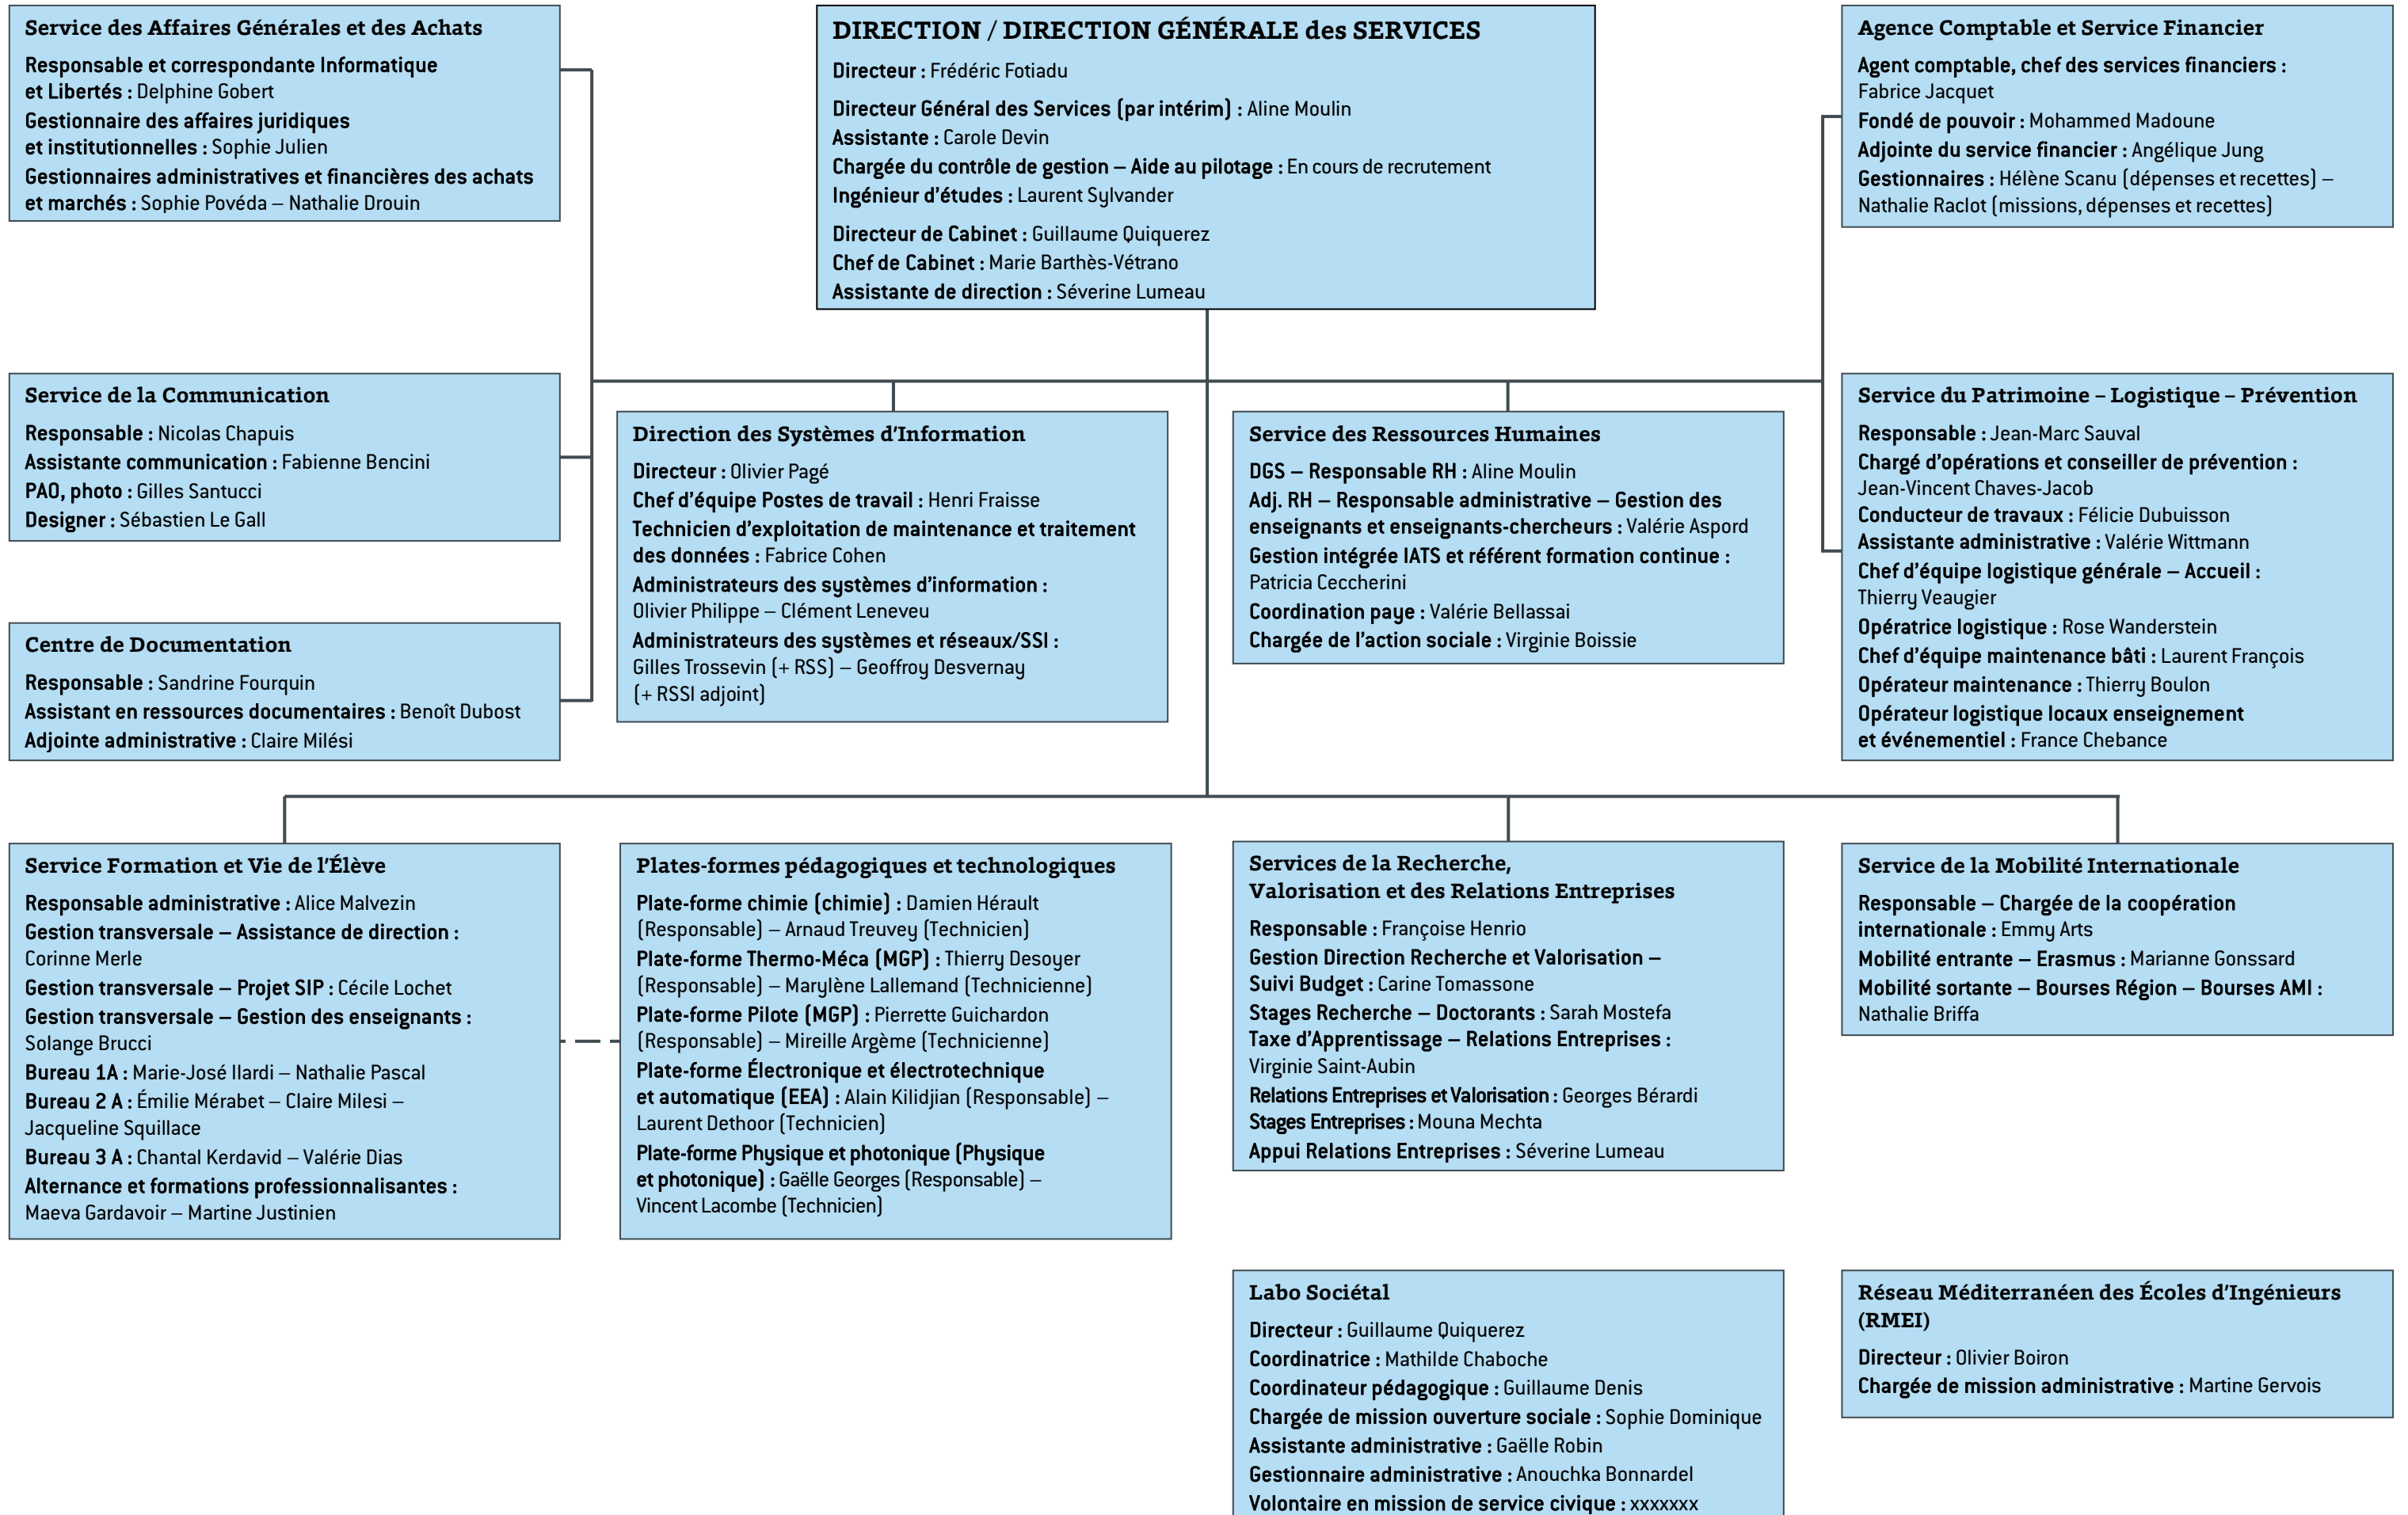 Service des Affaires Générales et des Achats
Responsable et correspondante Informatique
et Libertés : Delphine Gobert
Gestionnaire des affaires juridiques
et institutionnelles : Sophie Julien
Gestionnaires administratives et financières des achats
et marchés : Sophie Povéda – Nathalie Drouin
DIRECTION / DIRECTION GÉNÉRALE des SERVICES
Directeur : Frédéric Fotiadu
Directeur Général des Services (par intérim) : Aline Moulin
Assistante : Carole Devin
Chargée du contrôle de gestion – Aide au pilotage : En cours de recrutement
Ingénieur d’études : Laurent Sylvander
Directeur de Cabinet : Guillaume Quiquerez
Chef de Cabinet : Marie Barthès-Vétrano
Assistante de direction : Séverine Lumeau
Agence Comptable et Service Financier
Agent comptable, chef des services financiers :
Fabrice Jacquet
Fondé de pouvoir : Mohammed Madoune
Adjointe du service financier : Angélique Jung
Gestionnaires : Hélène Scanu (dépenses et recettes) –
Nathalie Raclot (missions, dépenses et recettes)
Service de la Communication
Responsable : Nicolas Chapuis
Assistante communication : Fabienne Bencini
PAO, photo : Gilles Santucci
Designer : Sébastien Le Gall
Centre de Documentation
Responsable : Sandrine Fourquin
Assistant en ressources documentaires : Benoît Dubost
Adjointe administrative : Claire Milési
Direction des Systèmes d’Information
Directeur : Olivier Pagé
Chef d’équipe Postes de travail : Henri Fraisse
Technicien d’exploitation de maintenance et traitement
des données : Fabrice Cohen
Administrateurs des systèmes d’information :
Olivier Philippe – Clément Leneveu
Administrateurs des systèmes et réseaux/SSI :
Gilles Trossevin (+ RSS) – Geoffroy Desvernay
(+ RSSI adjoint)
Service des Ressources Humaines
DGS – Responsable RH : Aline Moulin
Adj. RH – Responsable administrative – Gestion des
enseignants et enseignants-chercheurs : Valérie Aspord
Gestion intégrée IATS et référent formation continue :
Patricia Ceccherini
Coordination paye : Valérie Bellassai
Chargée de l’action sociale : Virginie Boissie
Service du Patrimoine – Logistique – Prévention
Responsable : Jean-Marc Sauval
Chargé d’opérations et conseiller de prévention :
Jean-Vincent Chaves-Jacob
Conducteur de travaux : Félicie Dubuisson
Assistante administrative : Valérie Wittmann
Chef d’équipe logistique générale – Accueil :
Thierry Veaugier
Opératrice logistique : Rose Wanderstein
Chef d’équipe maintenance bâti : Laurent François
Opérateur maintenance : Thierry Boulon
Opérateur logistique locaux enseignement
et événementiel : France Chebance
Service Formation et Vie de l’Élève
Responsable administrative : Alice Malvezin
Gestion transversale – Assistance de direction :
Corinne Merle
Gestion transversale – Projet SIP : Cécile Lochet
Gestion transversale – Gestion des enseignants :
Solange Brucci
Bureau 1A : Marie-José Ilardi – Nathalie Pascal
Bureau 2 A : Émilie Mérabet – Claire Milesi –
Jacqueline Squillace
Bureau 3 A : Chantal Kerdavid – Valérie Dias
Alternance et formations professionnalisantes :
Maeva Gardavoir – Martine Justinien
Plates-formes pédagogiques et technologiques
Plate-forme chimie (chimie) : Damien Hérault
(Responsable) – Arnaud Treuvey (Technicien)
Plate-forme Thermo-Méca (MGP) : Thierry Desoyer
(Responsable) – Marylène Lallemand (Technicienne)
Plate-forme Pilote (MGP) : Pierrette Guichardon
(Responsable) – Mireille Argème (Technicienne)
Plate-forme Électronique et électrotechnique
et automatique (EEA) : Alain Kilidjian (Responsable) –
Laurent Dethoor (Technicien)
Plate-forme Physique et photonique (Physique
et photonique) : Gaëlle Georges (Responsable) –
Vincent Lacombe (Technicien)
Services de la Recherche,
Valorisation et des Relations Entreprises
Responsable : Françoise Henrio
Gestion Direction Recherche et Valorisation –
Suivi Budget : Carine Tomassone
Stages Recherche – Doctorants : Sarah Mostefa
Taxe d’Apprentissage – Relations Entreprises :
Virginie Saint-Aubin
Relations Entreprises et Valorisation : Georges Bérardi
Stages Entreprises : Mouna Mechta
Appui Relations Entreprises : Séverine Lumeau
Service de la Mobilité Internationale
Responsable – Chargée de la coopération
internationale : Emmy Arts
Mobilité entrante – Erasmus : Marianne Gonssard
Mobilité sortante – Bourses Région – Bourses AMI :
Nathalie Briffa
Labo Sociétal
Directeur : Guillaume Quiquerez
Coordinatrice : Mathilde Chaboche
Coordinateur pédagogique : Guillaume Denis
Chargée de mission ouverture sociale : Sophie Dominique
Assistante administrative : Gaëlle Robin
Gestionnaire administrative : Anouchka Bonnardel
Volontaire en mission de service civique : xxxxxxx
Réseau Méditerranéen des Écoles d’Ingénieurs
(RMEI)
Directeur : Olivier Boiron
Chargée de mission administrative : Martine Gervois